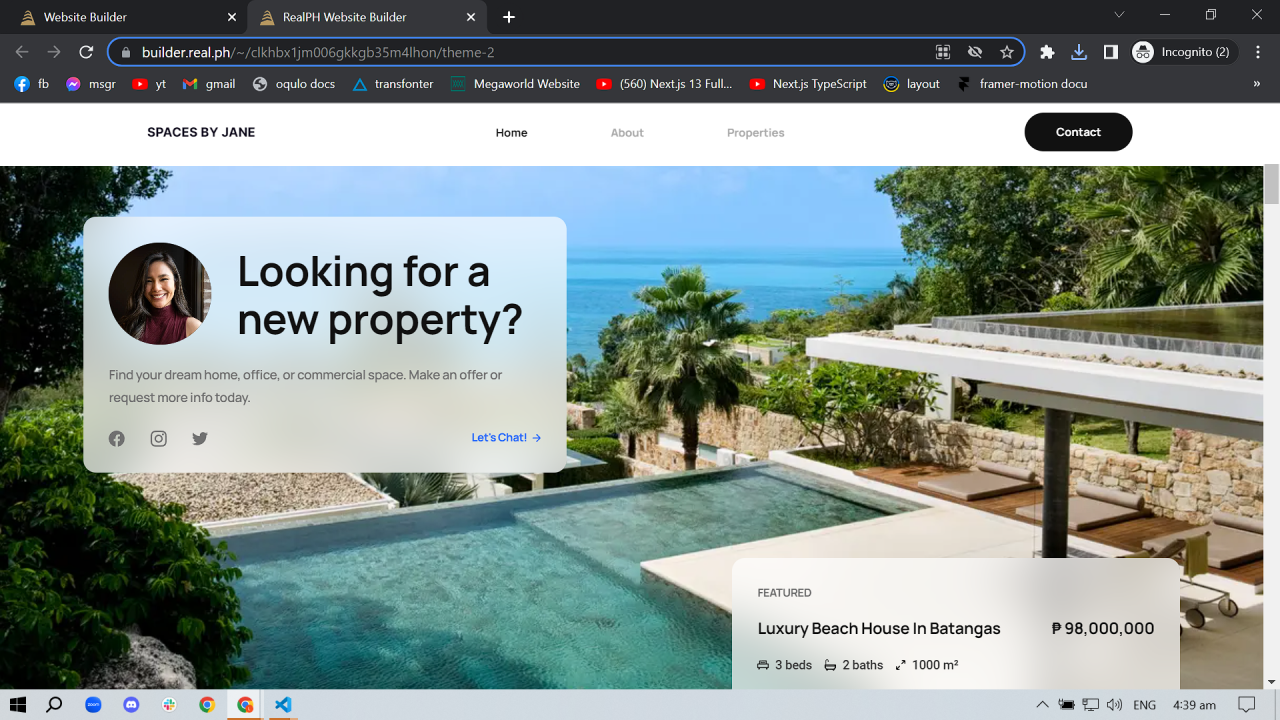 Website Builder
RealPH Website Builder
builder.real.ph/~/clkhbx1jm006gkkgb35m4lhon/theme-2
Incognito (2)
fb
msgr
yt
gmail
oqulo docs
transfonter
Megaworld Website
(560) Next.js 13 Full...
Next.js TypeScript
layout
framer-motion docu
»
SPACES BY JANE
Home
About
Properties
Contact
Looking for a
new property?
Find your dream home, office, or commercial space. Make an offer or
request more info today.
Let's Chat! →
FEATURED
Luxury Beach House In Batangas
₱ 98,000,000
3 beds
2 baths
1000 m²
zoom
ENG
4:39 am